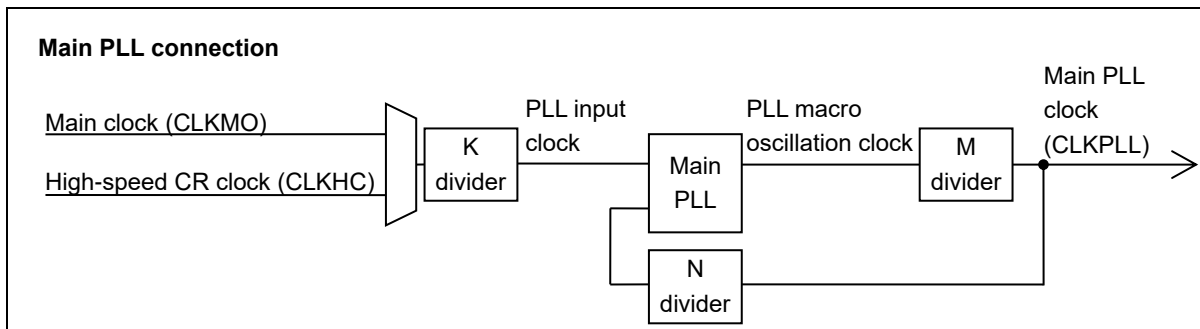 Main PLL connection
Main clock (CLKMO)
High-speed CR clock (CLKHC)
K
divider
PLL input
clock
Main
PLL
PLL macro
oscillation clock
M
divider
Main PLL
clock
(CLKPLL)
N
divider